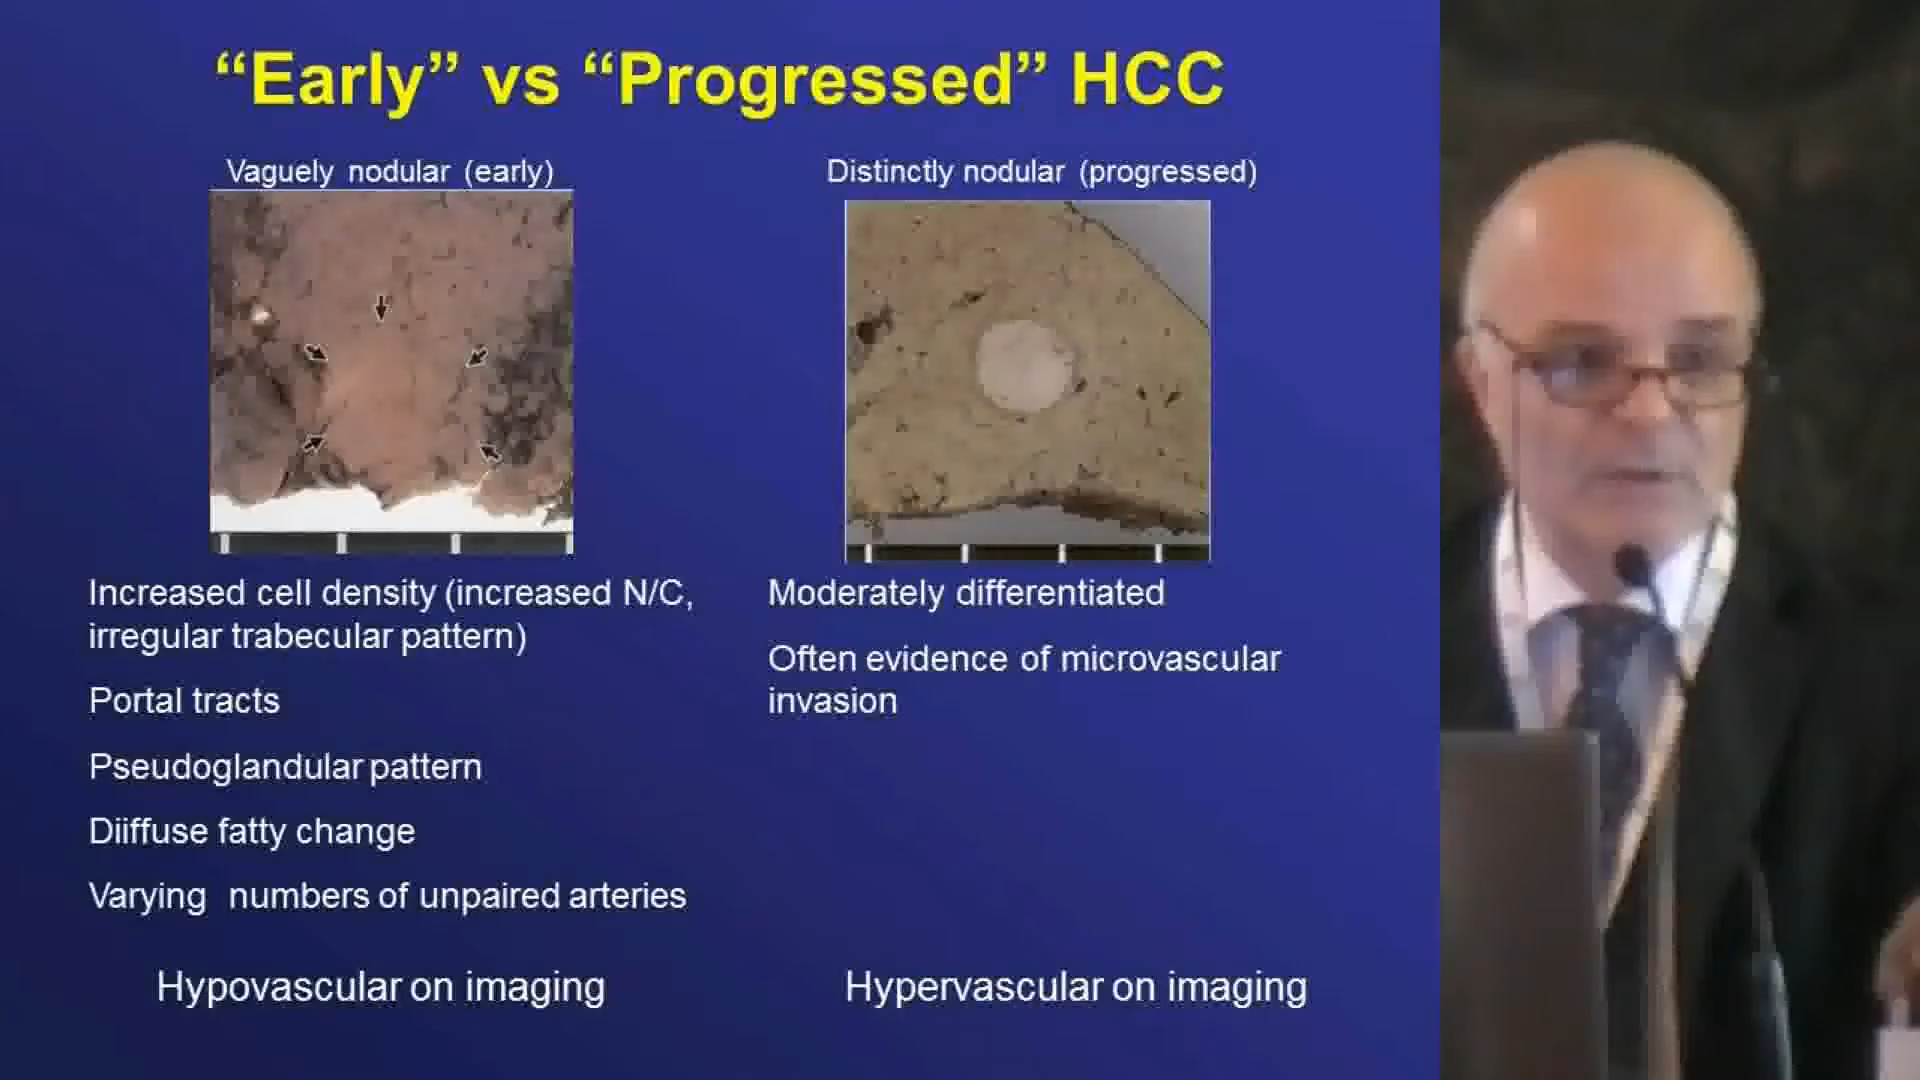 “Early” vs “Progressed” HCC
Vaguely nodular (early)
Distinctly nodular (progressed)
Increased cell density (increased N/C,
irregular trabecular pattern)
Portal tracts
Pseudoglandular pattern
Diiffuse fatty change
Varying numbers of unpaired arteries
Hypovascular on imaging
Moderately differentiated
Often evidence of microvascular
invasion
Hypervascular on imaging